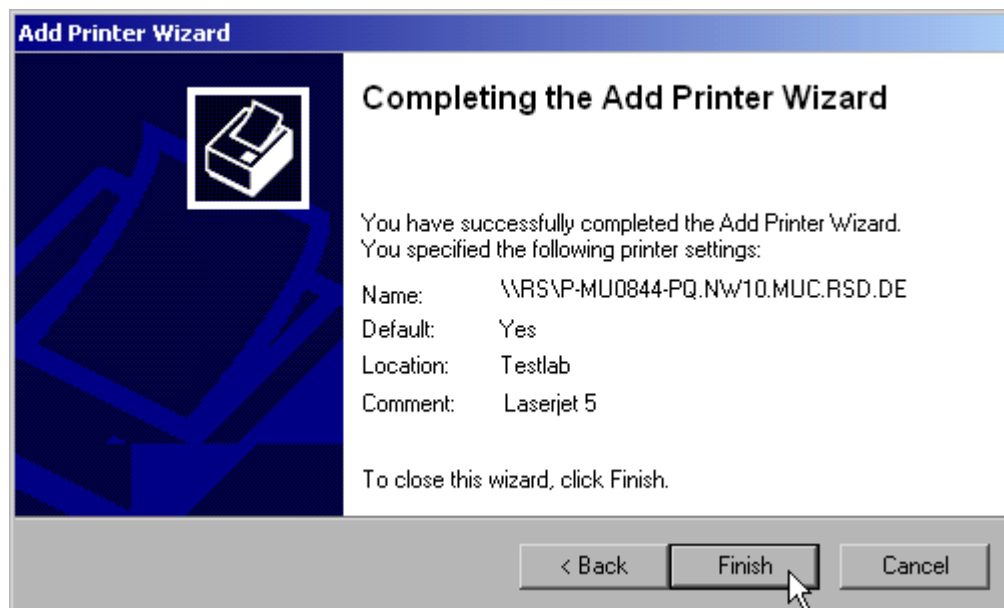 Add Printer Wizard
Completing the Add Printer Wizard
You have successfully completed the Add Printer Wizard.
You specified the following printer settings:
Name: \\RS\P-MU0844-PQ.NW10.MUC.RSD.DE
Default: Yes
Location: Testlab
Comment: Laserjet 5
To close this wizard, click Finish.
< Back Finish Cancel